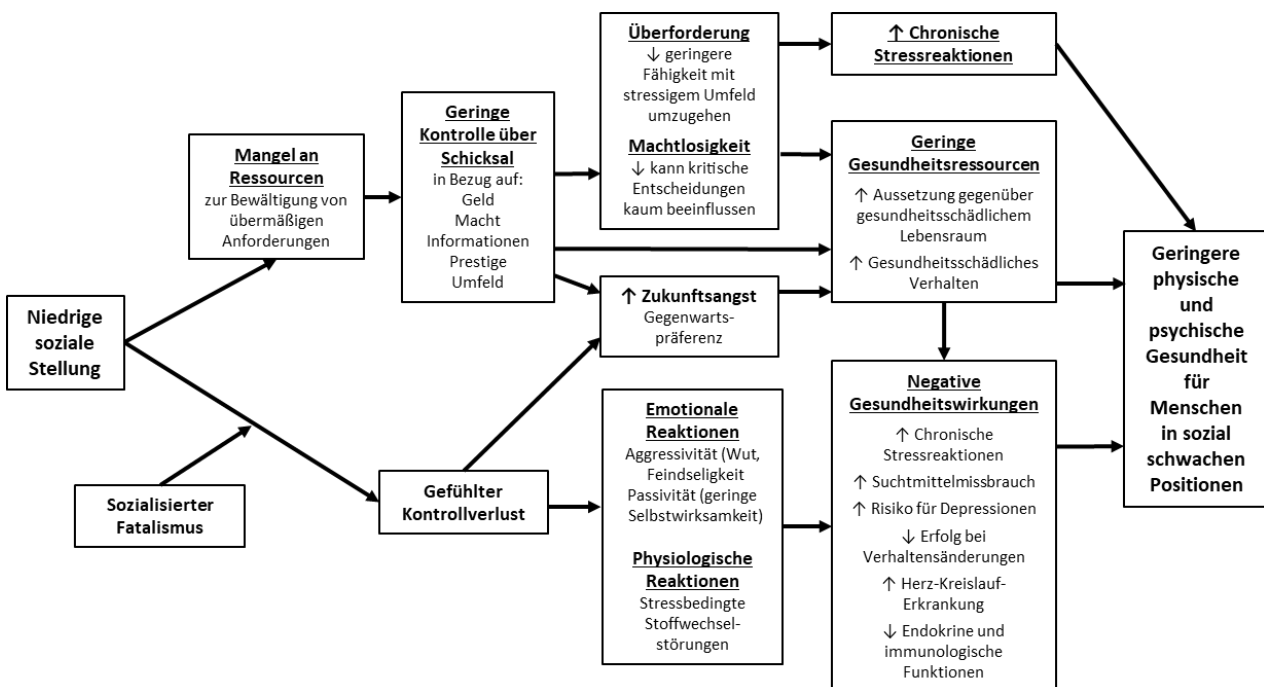 Niedrige
soziale
Stellung
Sozialisierter
Fatalismus
Mangel an
Ressourcen
zur Bewältigung von
übermäßigen
Anforderungen
Gefühlter
Kontrollverlust
Geringe
Kontrolle über
Schicksal
in Bezug auf:
Geld
Macht
Informationen
Prestige
Umfeld
Überforderung
↓ geringere
Fähigkeit mit
stressigem Umfeld
umzugehen
Machtlosigkeit
↓ kann kritische
Entscheidungen
kaum beeinflussen
↑ Zukunftsangst
Gegenwarts-
präferenz
Emotionale
Reaktionen
Aggressivität (Wut,
Feindseligkeit
Passivität (geringe
Selbstwirksamkeit)
Physiologische
Reaktionen
Stressbedingte
Stoffwechsel-
störungen
↑ Chronische
Stressreaktionen
Geringe
Gesundheitsressourcen
↑ Aussetzung gegenüber
gesundheitsschädlichem
Lebensraum
↑ Gesundheitsschädliches
Verhalten
Negative
Gesundheitswirkungen
↑ Chronische
Stressreaktionen
↑ Suchtmittelmissbrauch
↑ Risiko für Depressionen
↓ Erfolg bei
Verhaltensänderungen
↑ Herz-Kreislauf-
Erkrankung
↓ Endokrine und
immunologische
Funktionen
Geringere
physische
und
psychische
Gesundheit
für
Menschen
in sozial
schwachen
Positionen